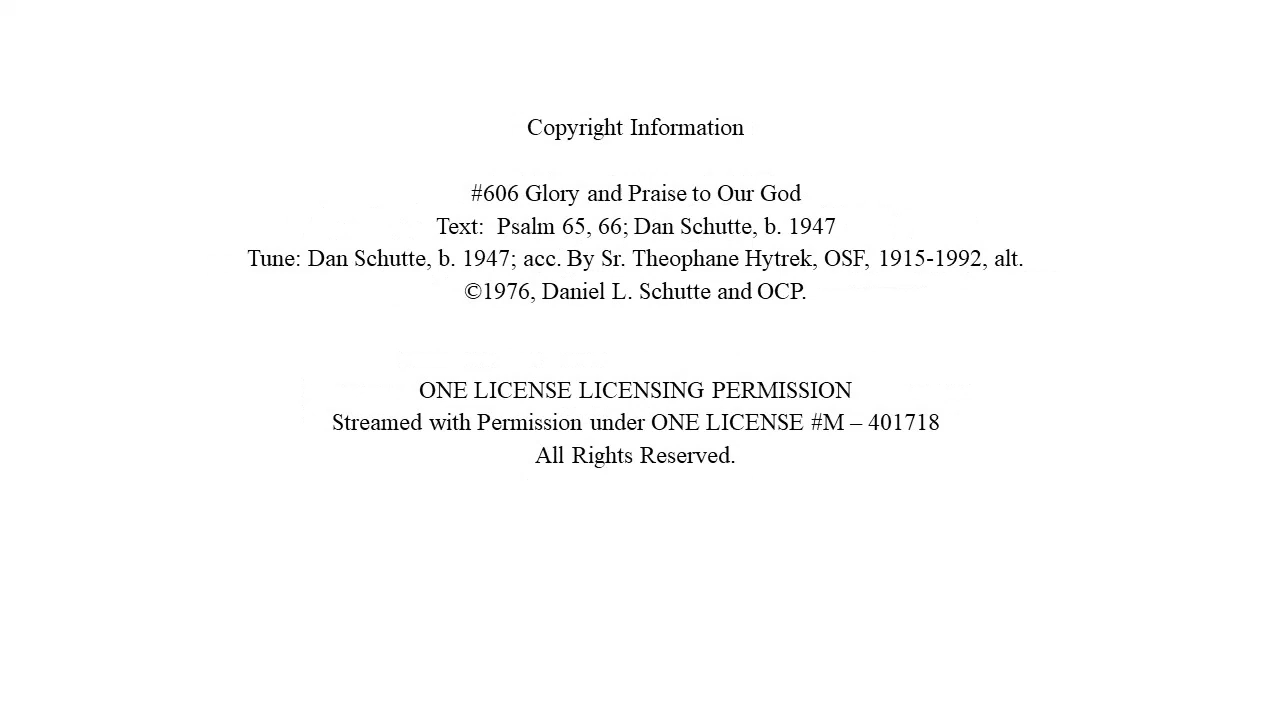 Copyright Information
#606 Glory and Praise to Our God
Text:  Psalm 65, 66; Dan Schutte, b. 1947
Tune: Dan Schutte, b. 1947; acc. By Sr. Theophane Hytrek, OSF, 1915-1992, alt.
©1976, Daniel L. Schutte and OCP.
ONE LICENSE LICENSING PERMISSION
Streamed with Permission under ONE LICENSE #M – 401718
All Rights Reserved.